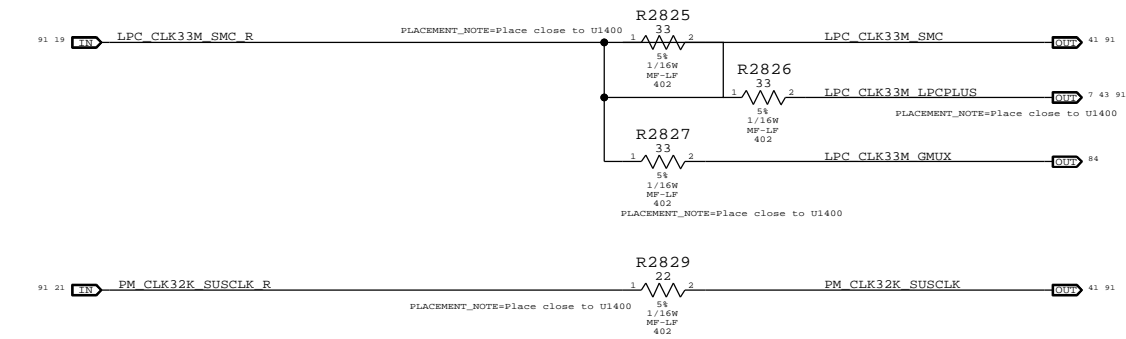 R2825
PLACEMENT_NOTE=Place close to U1400
33
91 19 IN LPC_CLK33M_SMC_R
1 2
LPC_CLK33M_SMC OUT 41 91
5%
1/16W
MF-LF
402
R2826
33
1 2
LPC_CLK33M_LPCPLUS OUT 7 43 91
5%
1/16W
MF-LF
402
PLACEMENT_NOTE=Place close to U1400
R2827
33
1 2
LPC_CLK33M_GMUX OUT 84
5%
1/16W
MF-LF
402
PLACEMENT_NOTE=Place close to U1400
R2829
22
91 21 IN PM_CLK32K_SUSCLK_R
1 2
PM_CLK32K_SUSCLK OUT 41 91
PLACEMENT_NOTE=Place close to U1400
5%
1/16W
MF-LF
402